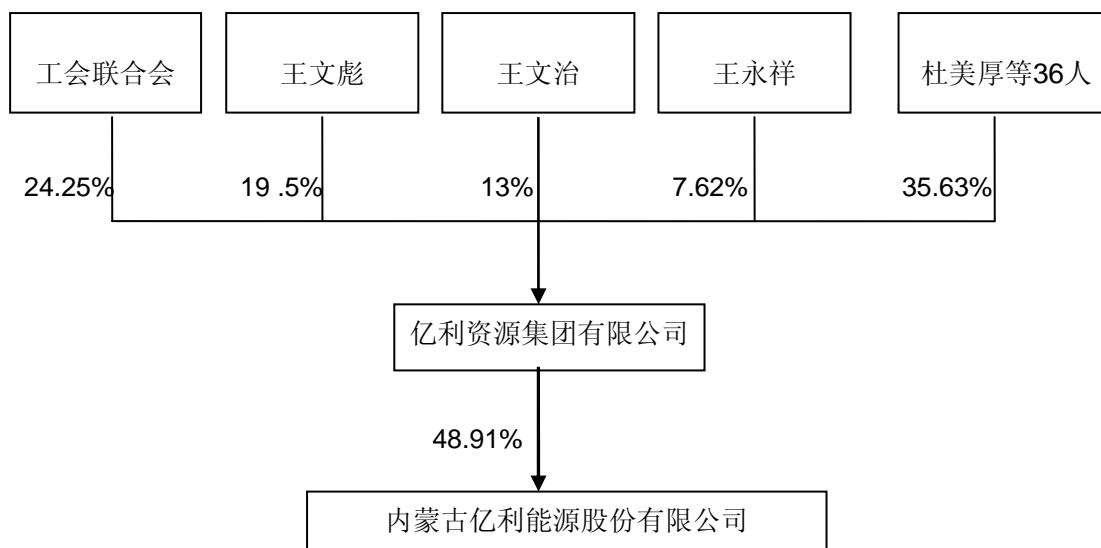 工会联合会
王文彪
王文治
王永祥
杜美厚等36人
24.25%
19 .5%
13%
7.62%
35.63%
亿利资源集团有限公司
48.91%
内蒙古亿利能源股份有限公司